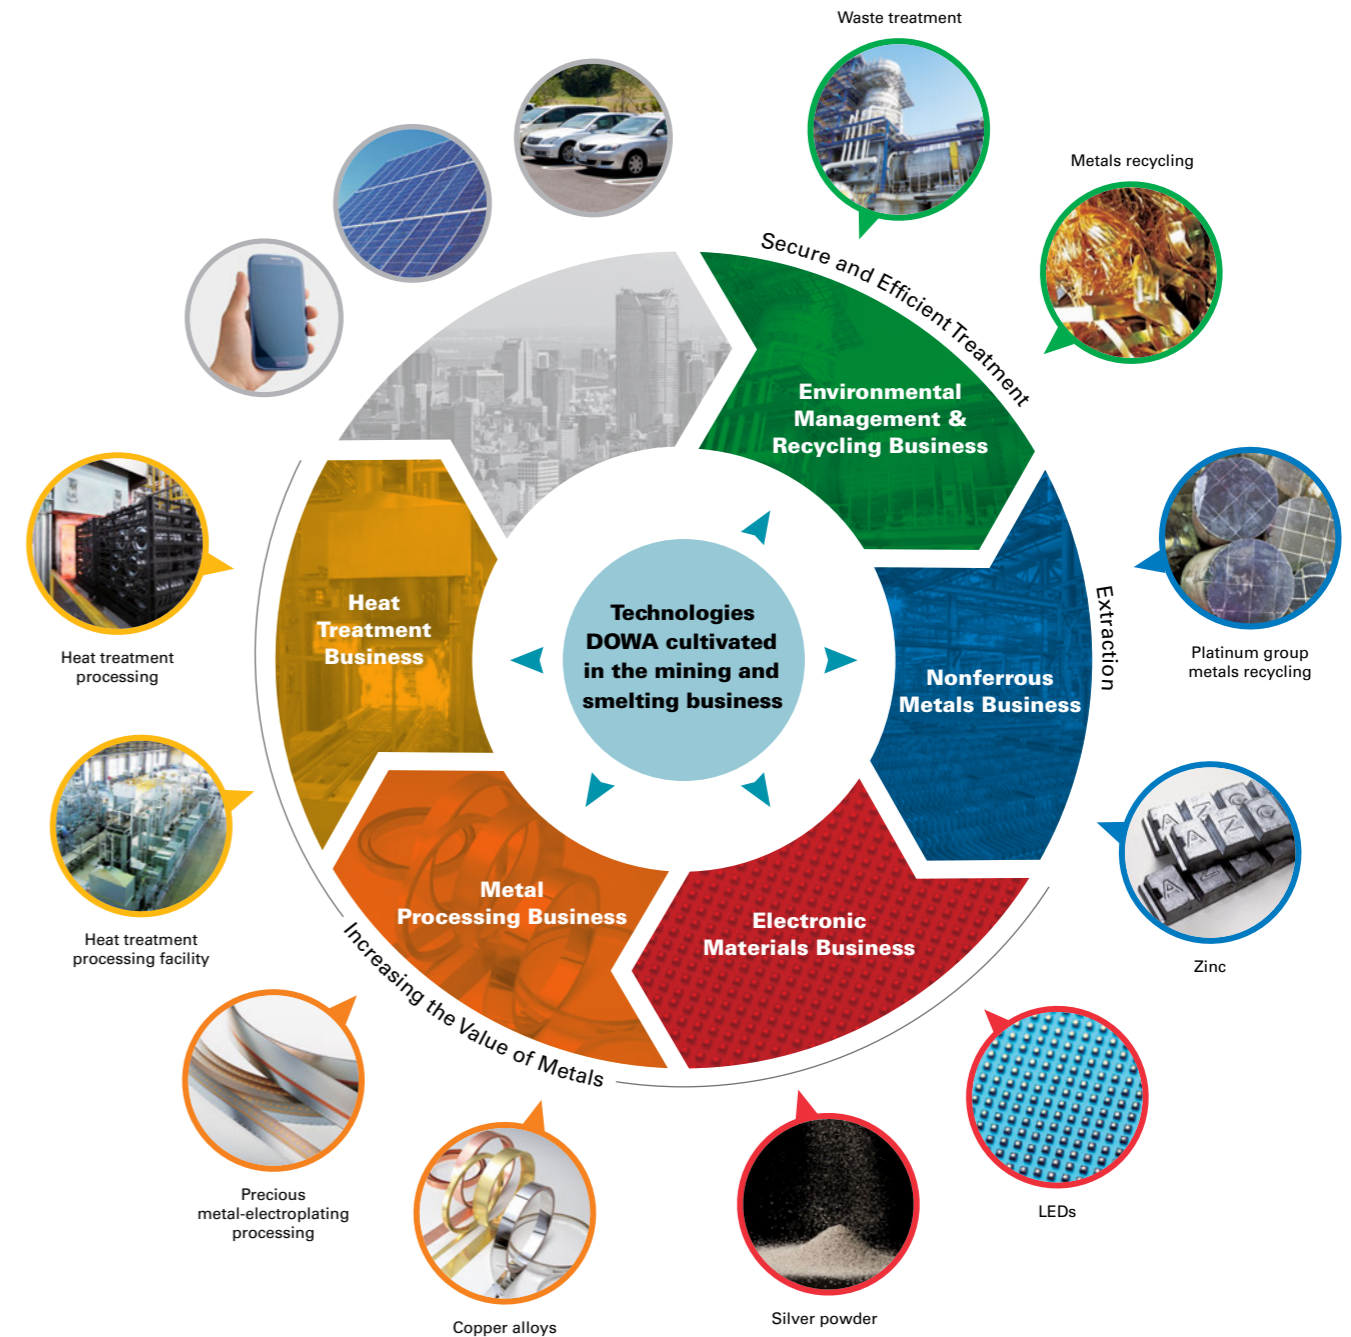 Waste treatment
Metals recycling
Secure and Efficient Treatment
Environmental
Management &
Recycling Business
Extraction
Platinum group
metals recycling
Nonferrous
Metals Business
Zinc
Technologies
DOWA cultivated
in the mining and
smelting business
Heat
Treatment
Business
Heat treatment
processing
Heat treatment
processing facility
Metal
Processing Business
Electronic
Materials Business
Increasing the Value of Metals
LEDs
Silver powder
Copper alloys
Precious
metal-electroplating
processing